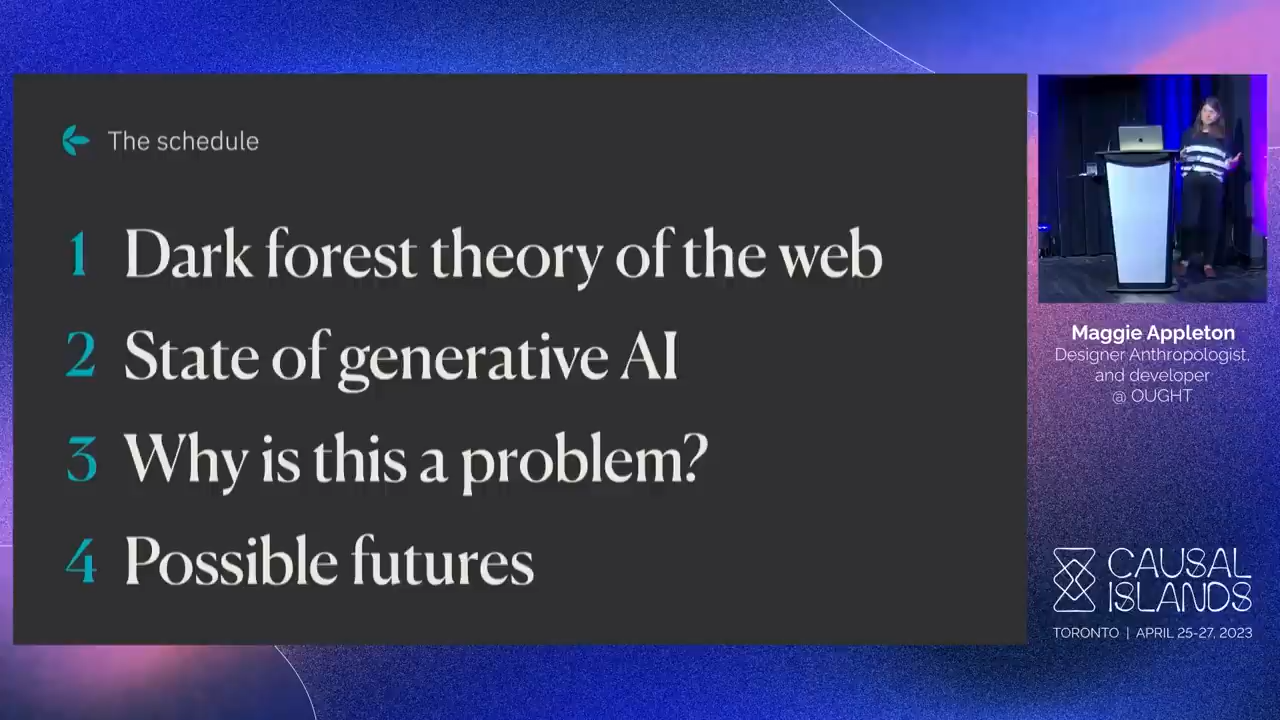 The schedule
1 Dark forest theory of the web
2 State of generative AI
3 Why is this a problem?
4 Possible futures
Maggie Appleton
Designer Anthropologist,
and developer
@ OUGHT
CAUSAL
ISLANDS
TORONTO | APRIL 25-27, 2023